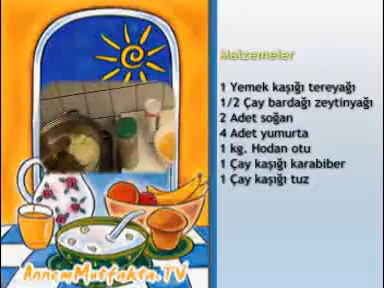 Malzemeler
1 Yemek kaşığı tereyağı
1/2 Çay bardağı zeytinyağı
2 Adet soğan
4 Adet yumurta
1 kg. Hodan otu
1 Çay kaşığı karabiber
1 Çay kaşığı tuz
AnnemMutfakta.TV